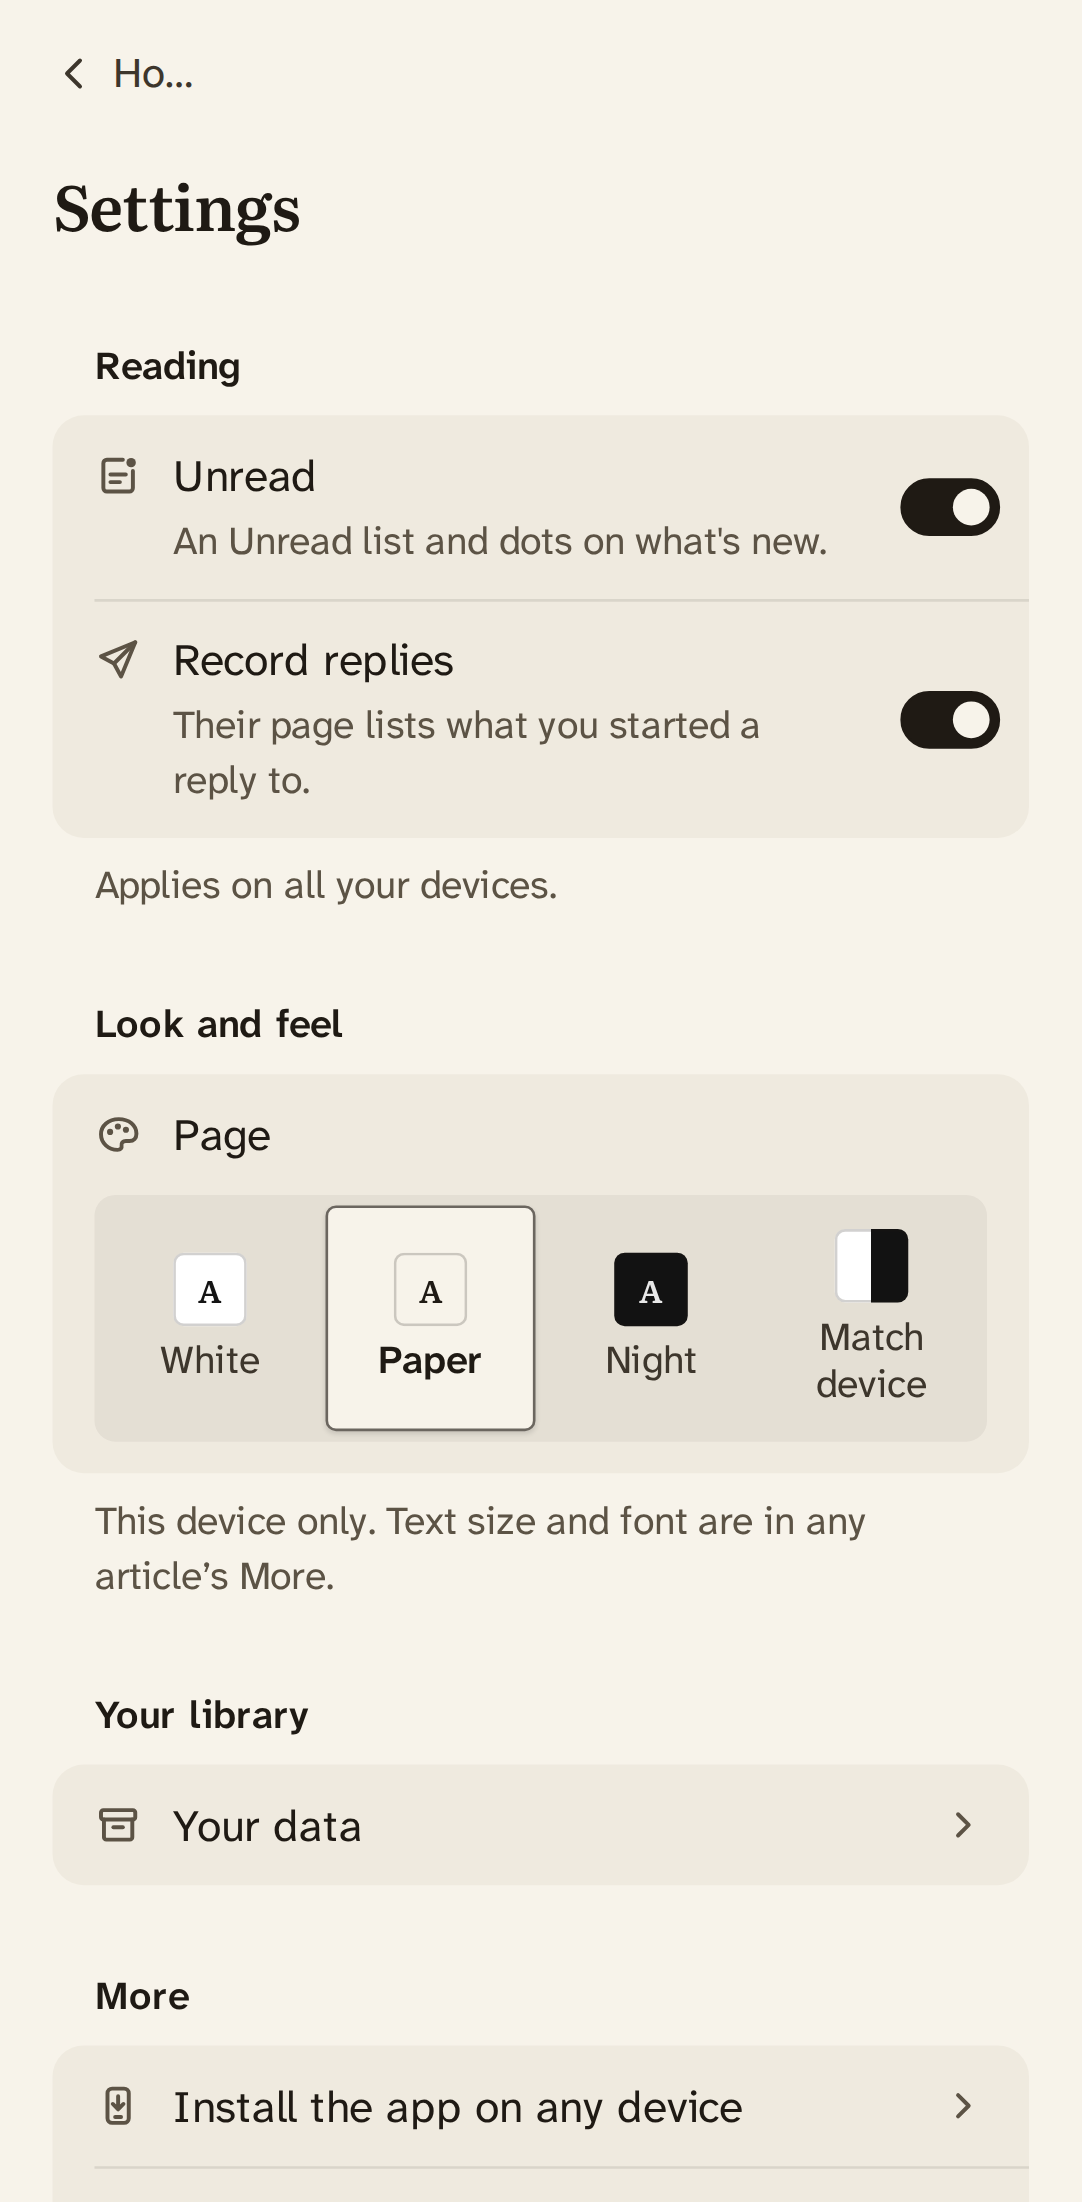 Ho...
Settings
Reading
Unread
An Unread list and dots on what's new.
Record replies
Their page lists what you started a
reply to.
Applies on all your devices.
Look and feel
Page
A
White
A
Paper
A
Night
Match
device
This device only. Text size and font are in any
article’s More.
Your library
Your data
More
Install the app on any device